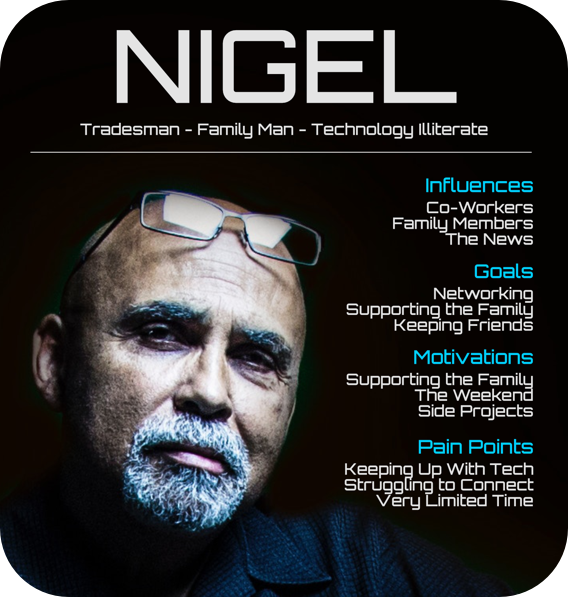 NIGEL
Tradesman - Family Man - Technology Illiterate
Influences
Co-Workers
Family Members
The News
Goals
Networking
Supporting the Family
Keeping Friends
Motivations
Supporting the Family
The Weekend
Side Projects
Pain Points
Keeping Up With Tech
Struggling to Connect
Very Limited Time